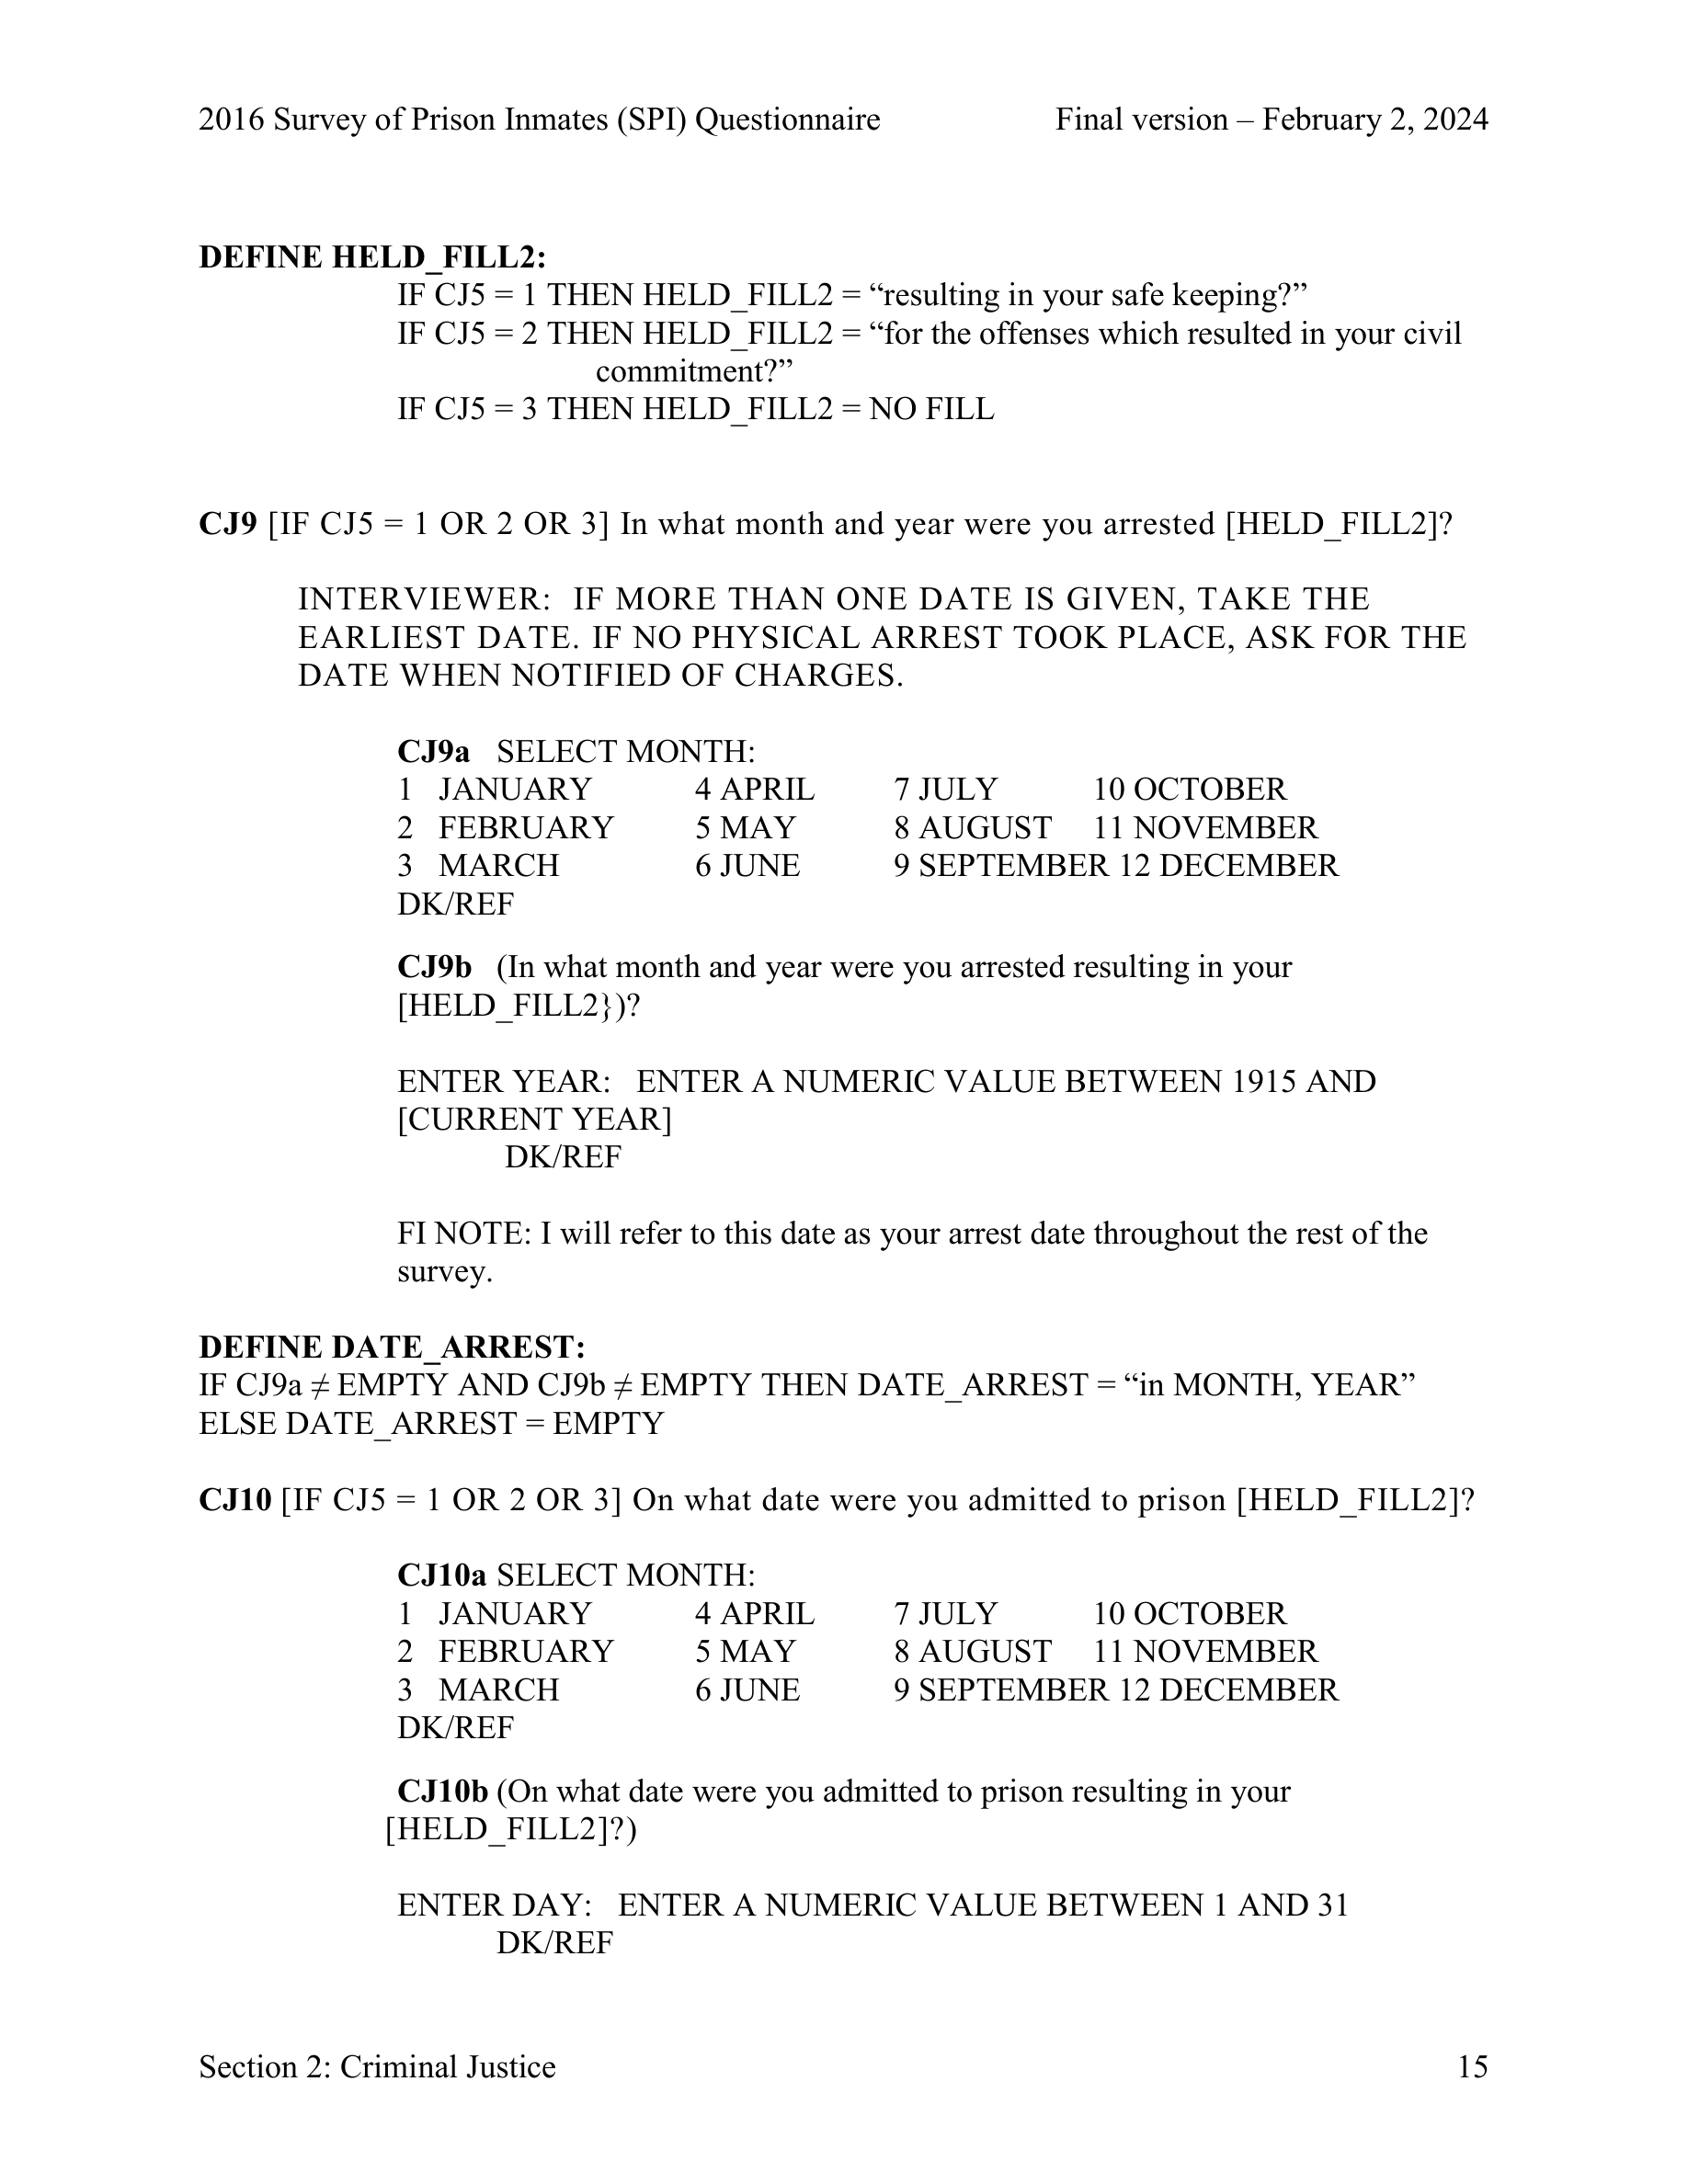 2016 Survey of Prison Inmates (SPI) Questionnaire Final version – February 2, 2024
DEFINE HELD_FILL2:
IF CJ5 = 1 THEN HELD_FILL2 = “resulting in your safe keeping?”
IF CJ5 = 2 THEN HELD_FILL2 = “for the offenses which resulted in your civil
commitment?”
IF CJ5 = 3 THEN HELD_FILL2 = NO FILL
CJ9 [IF CJ5 = 1 OR 2 OR 3] In what month and year were you arrested [HELD_FILL2]?
INTERVIEWER: IF MORE THAN ONE DATE IS GIVEN, TAKE THE
EARLIEST DATE. IF NO PHYSICAL ARREST TOOK PLACE, ASK FOR THE
DATE WHEN NOTIFIED OF CHARGES.
CJ9a SELECT MONTH:
1 JANUARY 4 APRIL 7 JULY 10 OCTOBER
2 FEBRUARY 5 MAY 8 AUGUST 11 NOVEMBER
3 MARCH 6 JUNE 9 SEPTEMBER 12 DECEMBER
DK/REF
CJ9b (In what month and year were you arrested resulting in your
[HELD_FILL2})?
ENTER YEAR: ENTER A NUMERIC VALUE BETWEEN 1915 AND
[CURRENT YEAR]
DK/REF
FI NOTE: I will refer to this date as your arrest date throughout the rest of the
survey.
DEFINE DATE_ARREST:
IF CJ9a ≠ EMPTY AND CJ9b ≠ EMPTY THEN DATE_ARREST = “in MONTH, YEAR”
ELSE DATE_ARREST = EMPTY
CJ10 [IF CJ5 = 1 OR 2 OR 3] On what date were you admitted to prison [HELD_FILL2]?
CJ10a SELECT MONTH:
1 JANUARY 4 APRIL 7 JULY 10 OCTOBER
2 FEBRUARY 5 MAY 8 AUGUST 11 NOVEMBER
3 MARCH 6 JUNE 9 SEPTEMBER 12 DECEMBER
DK/REF
CJ10b (On what date were you admitted to prison resulting in your
[HELD_FILL2]?)
ENTER DAY: ENTER A NUMERIC VALUE BETWEEN 1 AND 31
DK/REF
Section 2: Criminal Justice 15